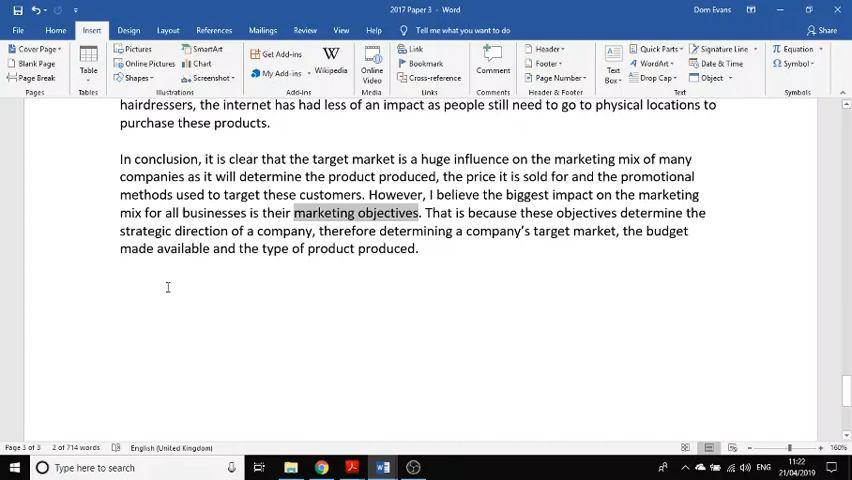 2017 Paper 3 - Word
Dom Evans
File Home Insert Design Layout References Mailings Review View Help Tell me what you want to do Share
Cover Page Pictures SmartArt Get Add-ins Link Header Quick Parts Signature Line Equation
Blank Page Online Pictures Chart My Add-ins Bookmark Footer WordArt Date & Time Symbol
Page Break Table Shapes Screenshot Wikipedia Online Video Comment Cross-reference Page Number Text Box Drop Cap Object
Pages Tables Illustrations Add-ins Media Links Comments Header & Footer Text Symbols
hairdressers, the internet has had less of an impact as people still need to go to physical locations to
purchase these products.
In conclusion, it is clear that the target market is a huge influence on the marketing mix of many
companies as it will determine the product produced, the price it is sold for and the promotional
methods used to target these customers. However, I believe the biggest impact on the marketing
mix for all businesses is their marketing objectives. That is because these objectives determine the
strategic direction of a company, therefore determining a company's target market, the budget
made available and the type of product produced.
Page 3 of 3 2 of 714 words English (United Kingdom) 160%
Type here to search
ENG
11:22
21/04/2019